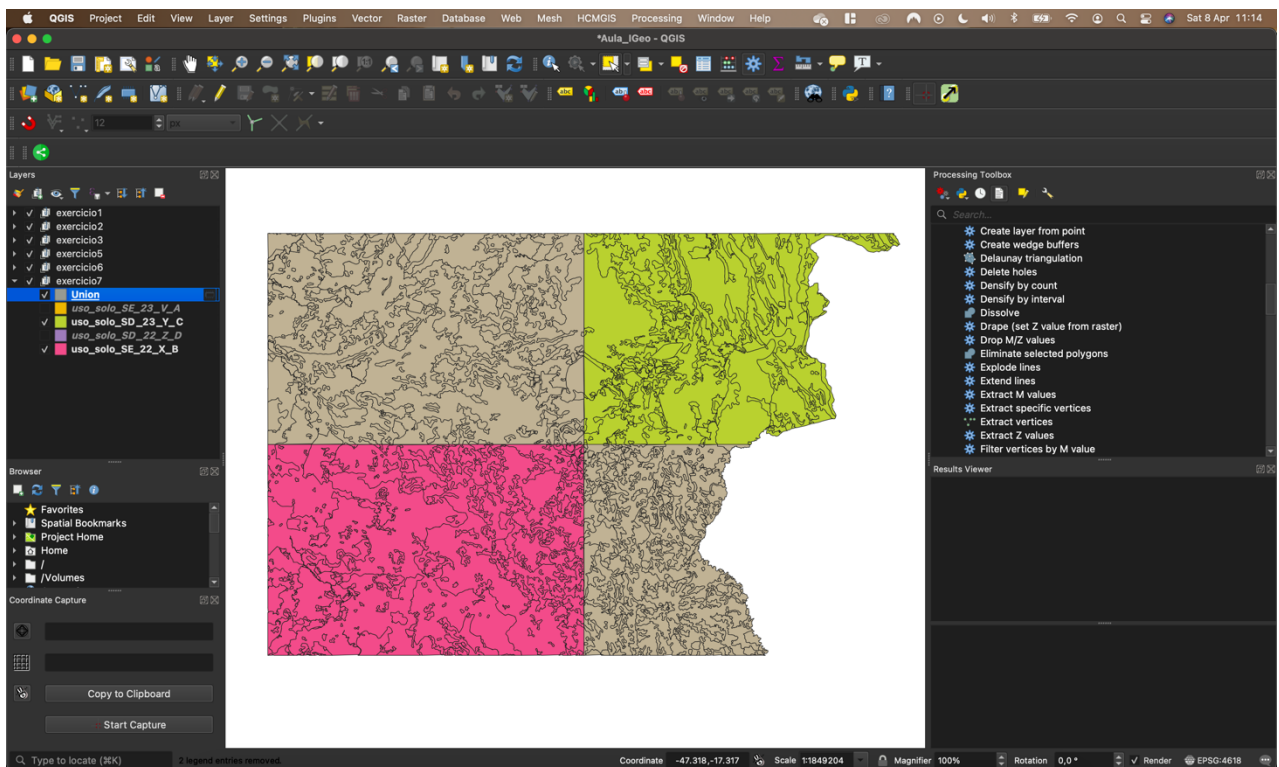 QGIS Project Edit View Layer Settings Plugins Vector Raster Database Web Mesh HCMGIS Processing Window Help Sat 8 Apr 11:14
*Aula_IGeo - QGIS
12 px
Layers
exercicio1
exercicio2
exercicio3
exercicio5
exercicio6
exercicio7
Union
uso_solo_SE_23_V_A
uso_solo_SD_23_Y_C
uso_solo_SD_22_Z_D
uso_solo_SE_22_X_B
Browser
Favorites
Spatial Bookmarks
Project Home
Home
/
/Volumes
Coordinate Capture
Copy to Clipboard
Start Capture
Processing Toolbox
Search...
Create layer from point
Create wedge buffers
Delaunay triangulation
Delete holes
Densify by count
Densify by interval
Dissolve
Drape (set Z value from raster)
Drop M/Z values
Eliminate selected polygons
Explode lines
Extend lines
Extract M values
Extract specific vertices
Extract vertices
Extract Z values
Filter vertices by M value
Results Viewer
Type to locate (⌘K) 2 legend entries removed. Coordinate -47.318,-17.317 Scale 1:1849204 Magnifier 100% Rotation 0,0 ° Render EPSG:4618